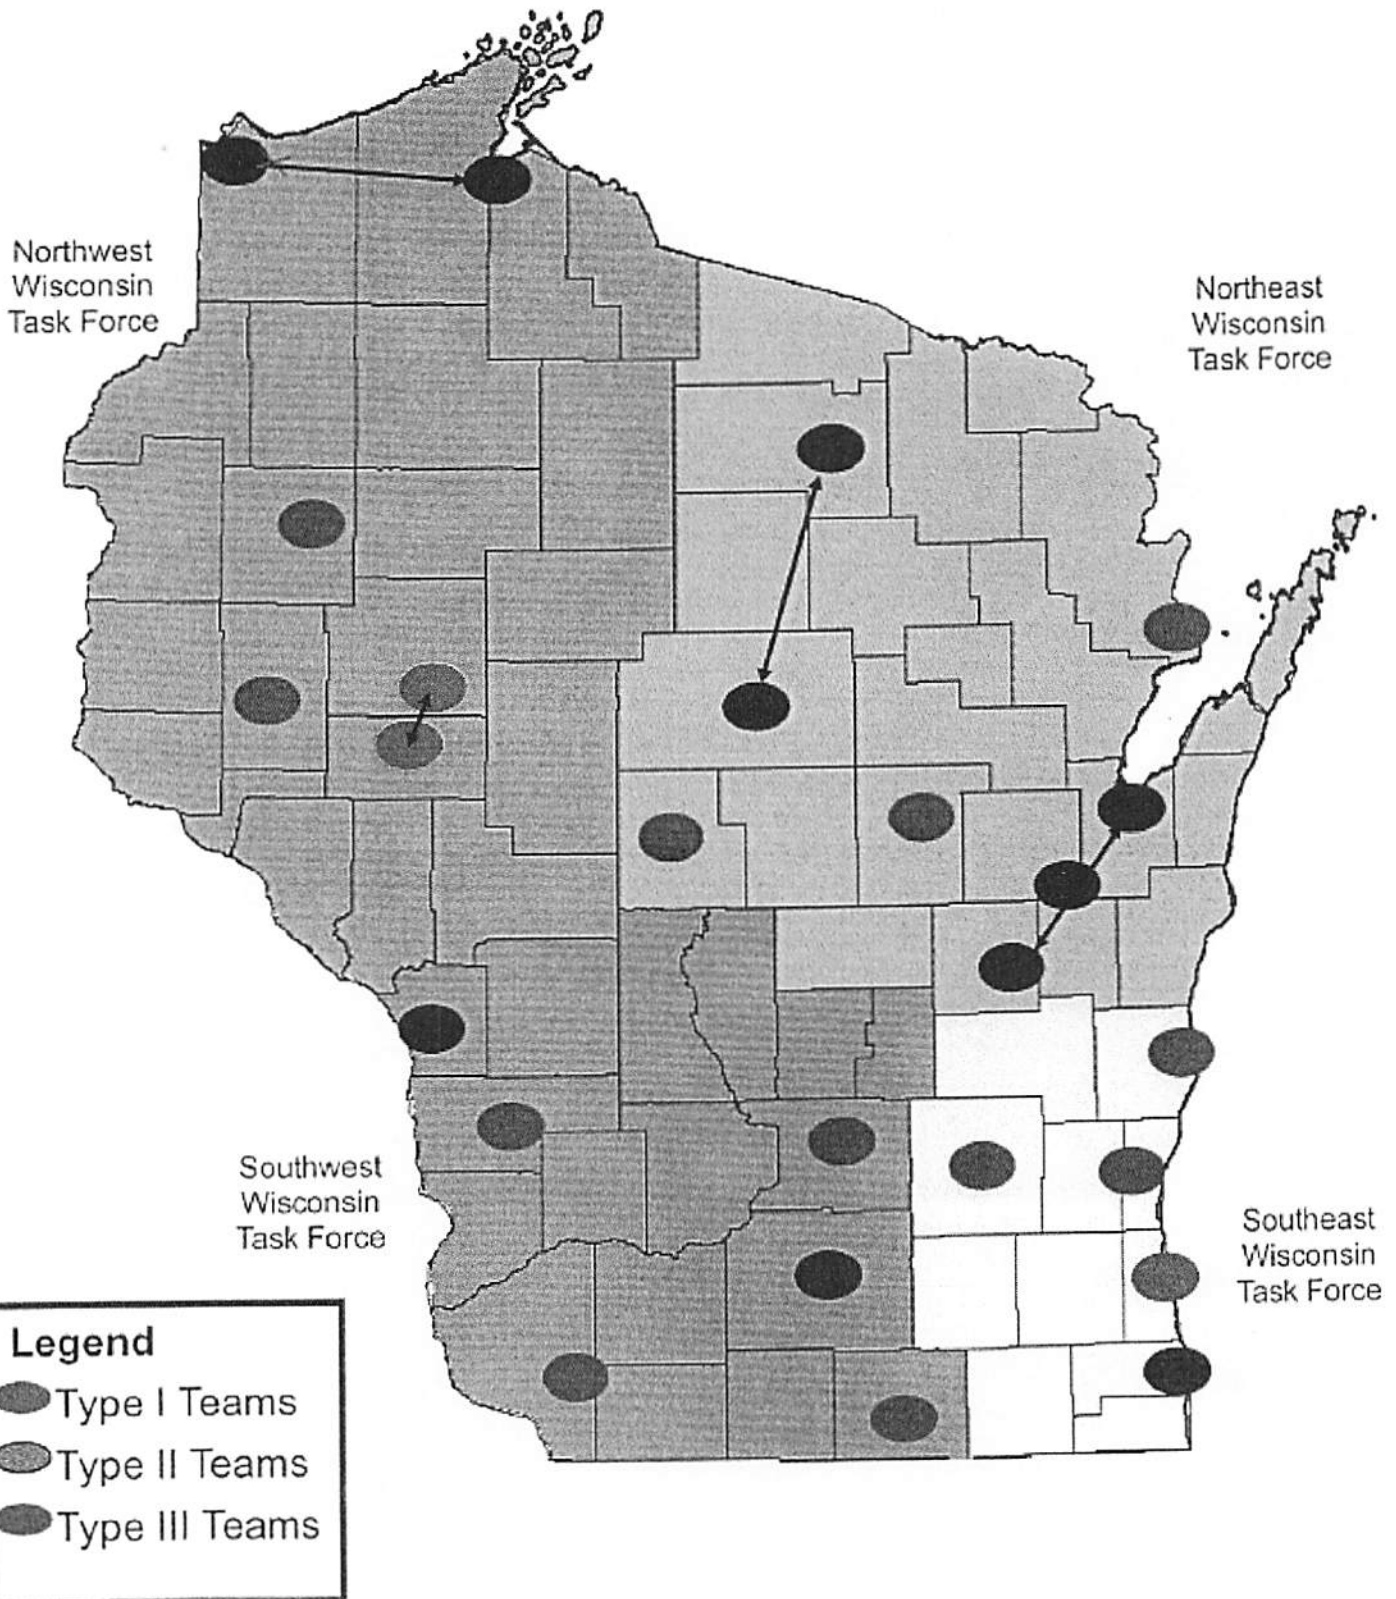 Northwest
Wisconsin
Task Force
Northeast
Wisconsin
Task Force
Southwest
Wisconsin
Task Force
Southeast
Wisconsin
Task Force
Legend
Type I Teams
Type II Teams
Type III Teams